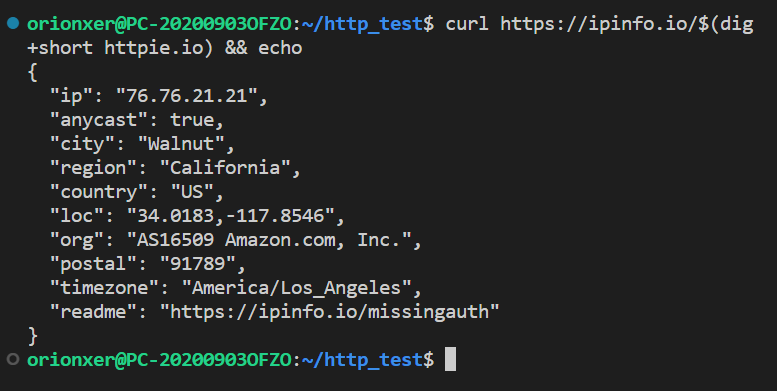 orionxer@PC-20200903OFZO:~/http_test$ curl https://ipinfo.io/$(dig
+short httpie.io) && echo
{
  "ip": "76.76.21.21",
  "anycast": true,
  "city": "Walnut",
  "region": "California",
  "country": "US",
  "loc": "34.0183,-117.8546",
  "org": "AS16509 Amazon.com, Inc.",
  "postal": "91789",
  "timezone": "America/Los_Angeles",
  "readme": "https://ipinfo.io/missingauth"
}
orionxer@PC-20200903OFZO:~/http_test$